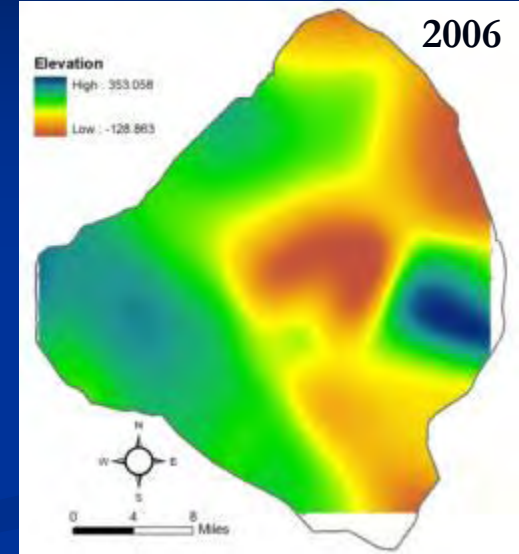 2006
Elevation
High : 353.058
Low : -128.863
N
W E
S
0 4 8
Miles